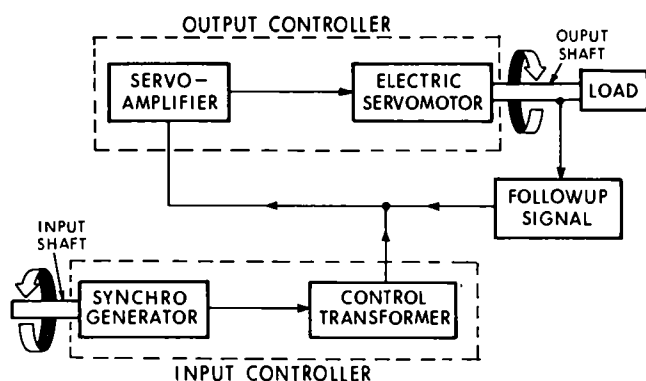 OUTPUT CONTROLLER
SERVO-
AMPLIFIER
ELECTRIC
SERVOMOTOR
OUPUT
SHAFT
LOAD
FOLLOWUP
SIGNAL
INPUT
SHAFT
SYNCHRO
GENERATOR
CONTROL
TRANSFORMER
INPUT CONTROLLER